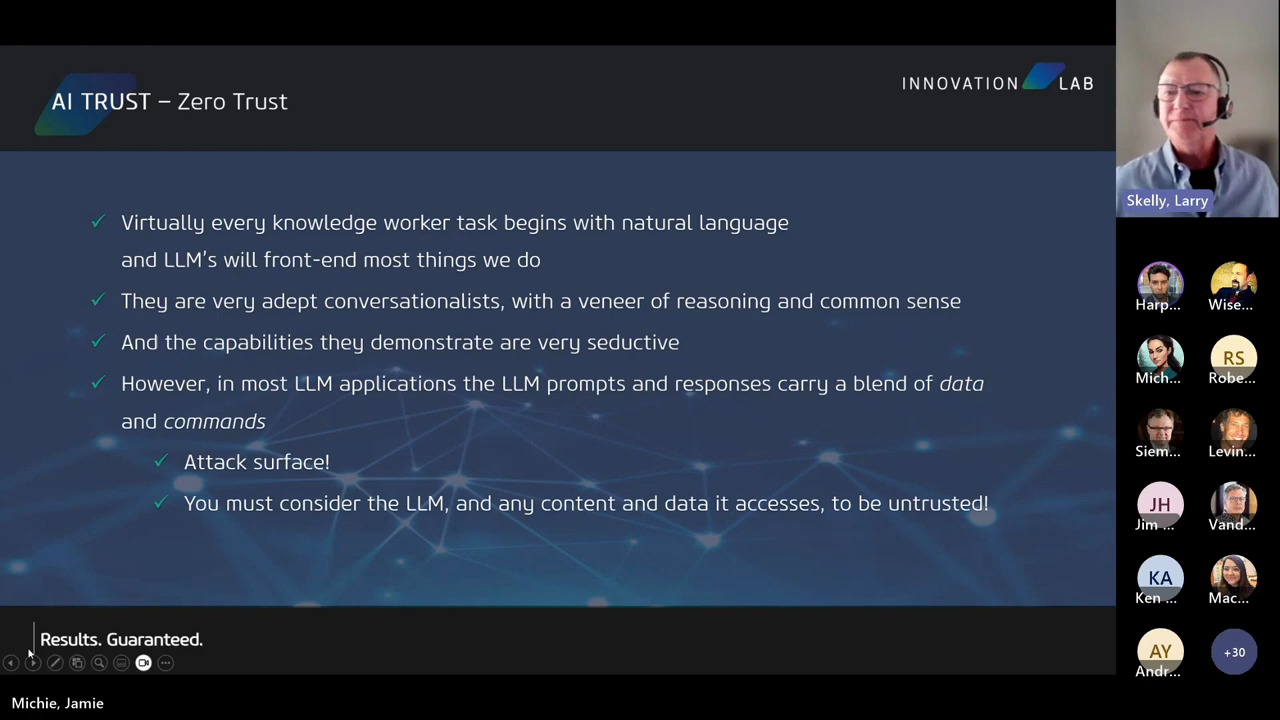 AI TRUST – Zero Trust
INNOVATION LAB
Virtually every knowledge worker task begins with natural language
and LLM's will front-end most things we do
They are very adept conversationalists, with a veneer of reasoning and common sense
And the capabilities they demonstrate are very seductive
However, in most LLM applications the LLM prompts and responses carry a blend of data
and commands
Attack surface!
You must consider the LLM, and any content and data it accesses, to be untrusted!
Results. Guaranteed.
Michie, Jamie
Skelly, Larry
Harp...
Wise...
Mich...
RS
Robe...
Siem...
Levin...
JH
Jim ...
Vand...
KA
Ken ...
Mac...
AY
Andr...
+30